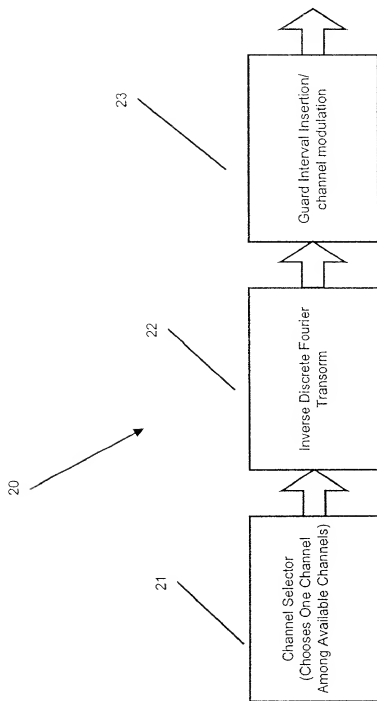 20
21
Channel Selector
(Chooses One Channel
Among Available Channels)
22
Inverse Discrete Fourier
Transorm
23
Guard Interval Insertion/
channel modulation